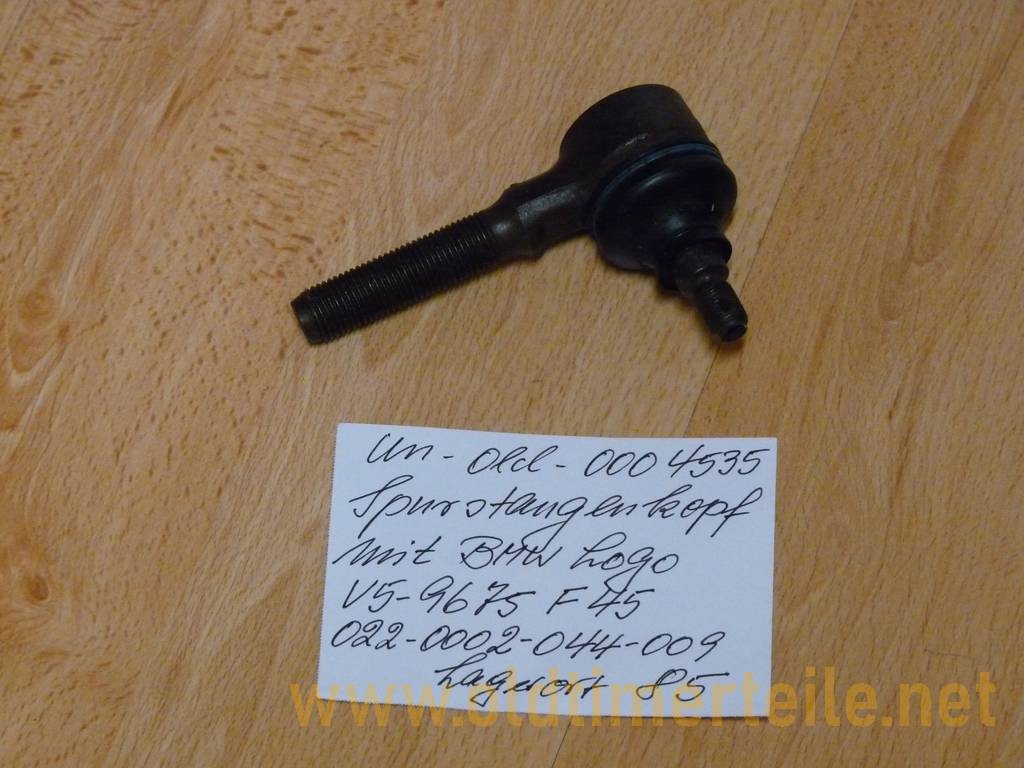 Un-Old-0004535
Spurstangenkopf
mit BMW Logo
V5-9675 F45
022-0002-044-009
Lagerort 85
www.oldtimerteile.net